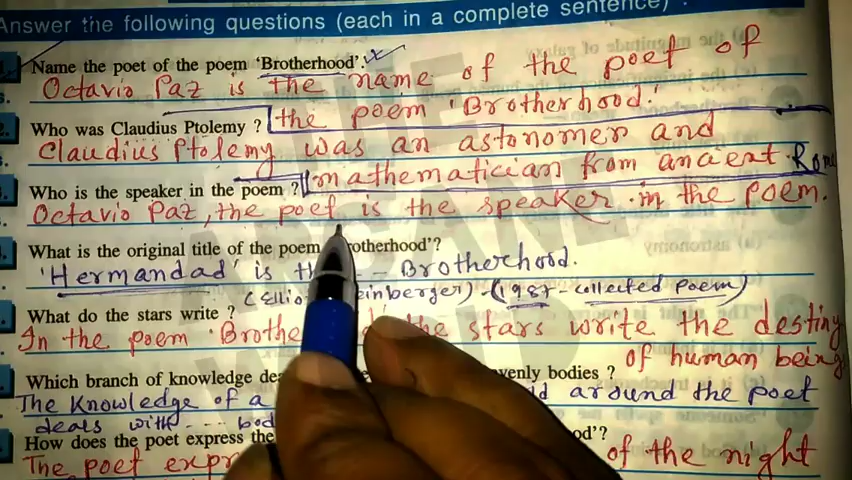 Answer the following questions (each in a complete sentence) :
Name the poet of the poem 'Brotherhood'.
Octavio Paz is the name of the poet of
the poem 'Brotherhood.'
Who was Claudius Ptolemy ?
Claudius Ptolemy was an astonomer and
mathematician from ancient
Who is the speaker in the poem ?
Octavio Paz, the poet is the speaker in the poem.
What is the original title of the poem
'Hermandad' is Brotherhood.
(1987 collected poem)
What do the stars write ?
In the poem the stars write the destiny
of human being
Which branch of knowledge bodies ?
The Knowledge of a around the poet
deals with ...
How does the poet express the
The poet of the night